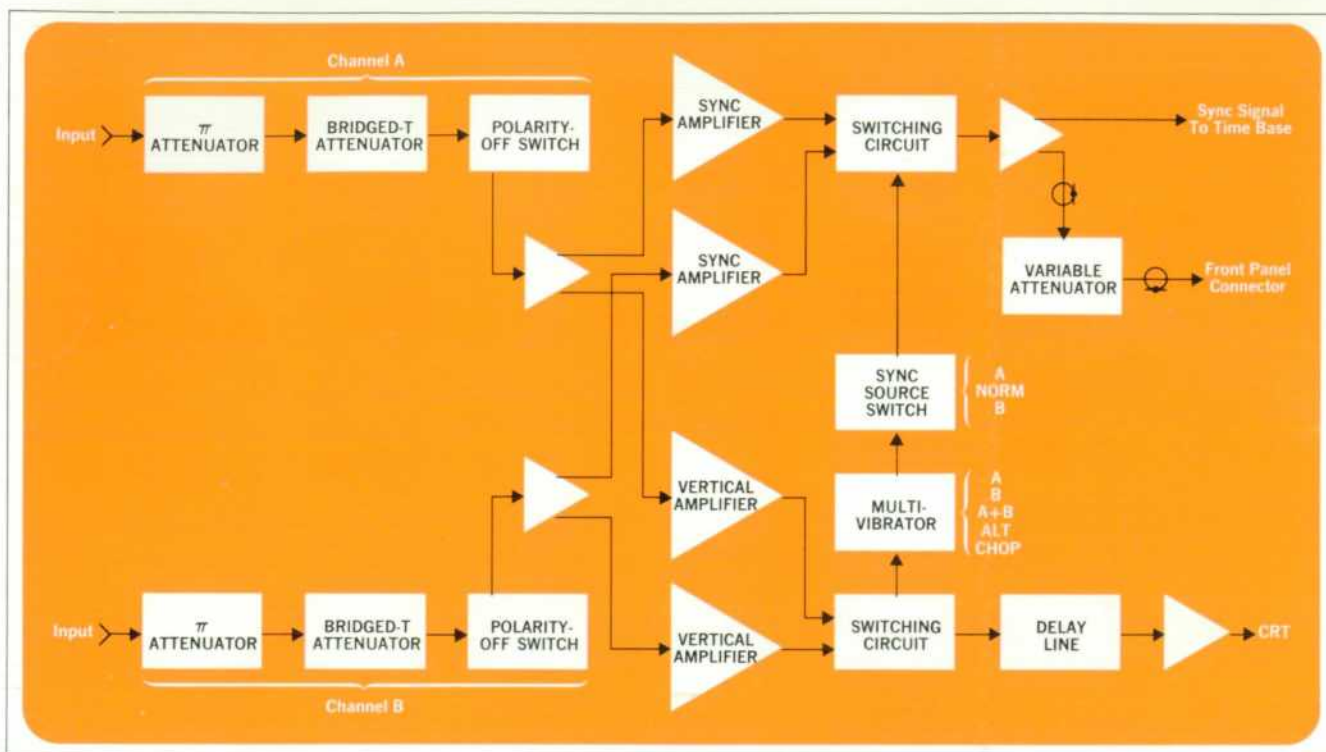 Channel A
Input
π
ATTENUATOR
BRIDGED-T
ATTENUATOR
POLARITY-
OFF SWITCH
SYNC
AMPLIFIER
SWITCHING
CIRCUIT
Sync Signal
To Time Base
SYNC
AMPLIFIER
VARIABLE
ATTENUATOR
Front Panel
Connector
SYNC
SOURCE
SWITCH
A
NORM
B
VERTICAL
AMPLIFIER
MULTI-
VIBRATOR
A
B
A+B
ALT
CHOP
Input
π
ATTENUATOR
BRIDGED-T
ATTENUATOR
POLARITY-
OFF SWITCH
VERTICAL
AMPLIFIER
SWITCHING
CIRCUIT
DELAY
LINE
CRT
Channel B